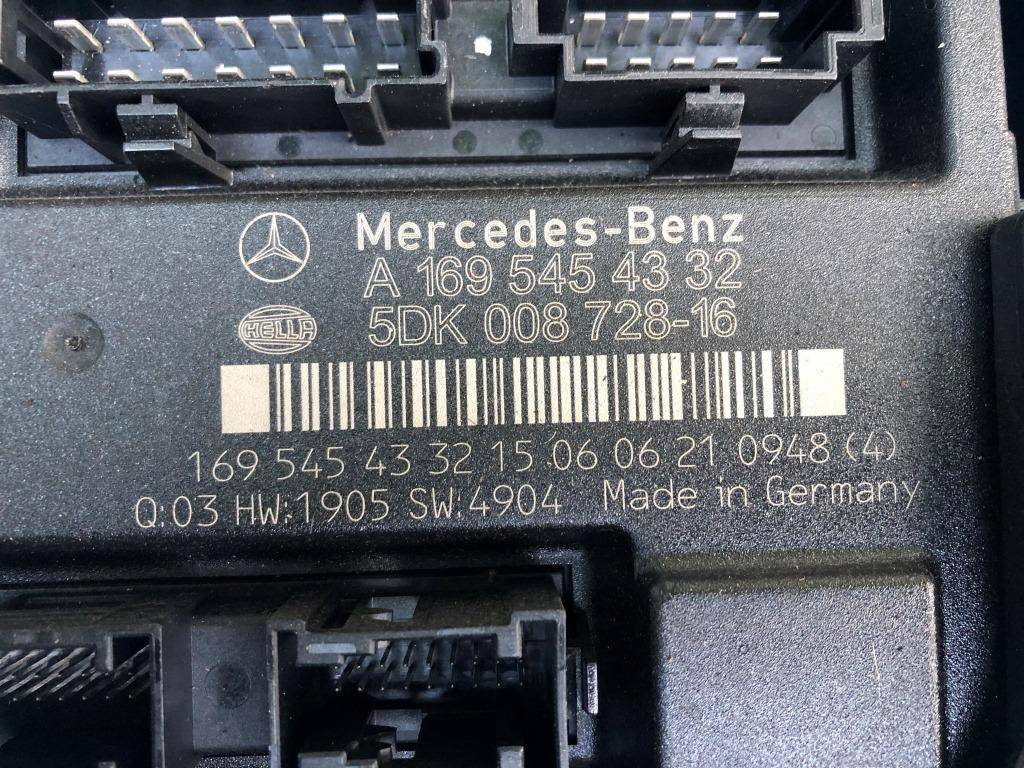 Mercedes-Benz
A 169 545 43 32
HELLA
5DK 008 728-16
169 545 43 32 15 06 06 21 0948 (4)
Q:03 HW:1905 SW:4904 Made in Germany